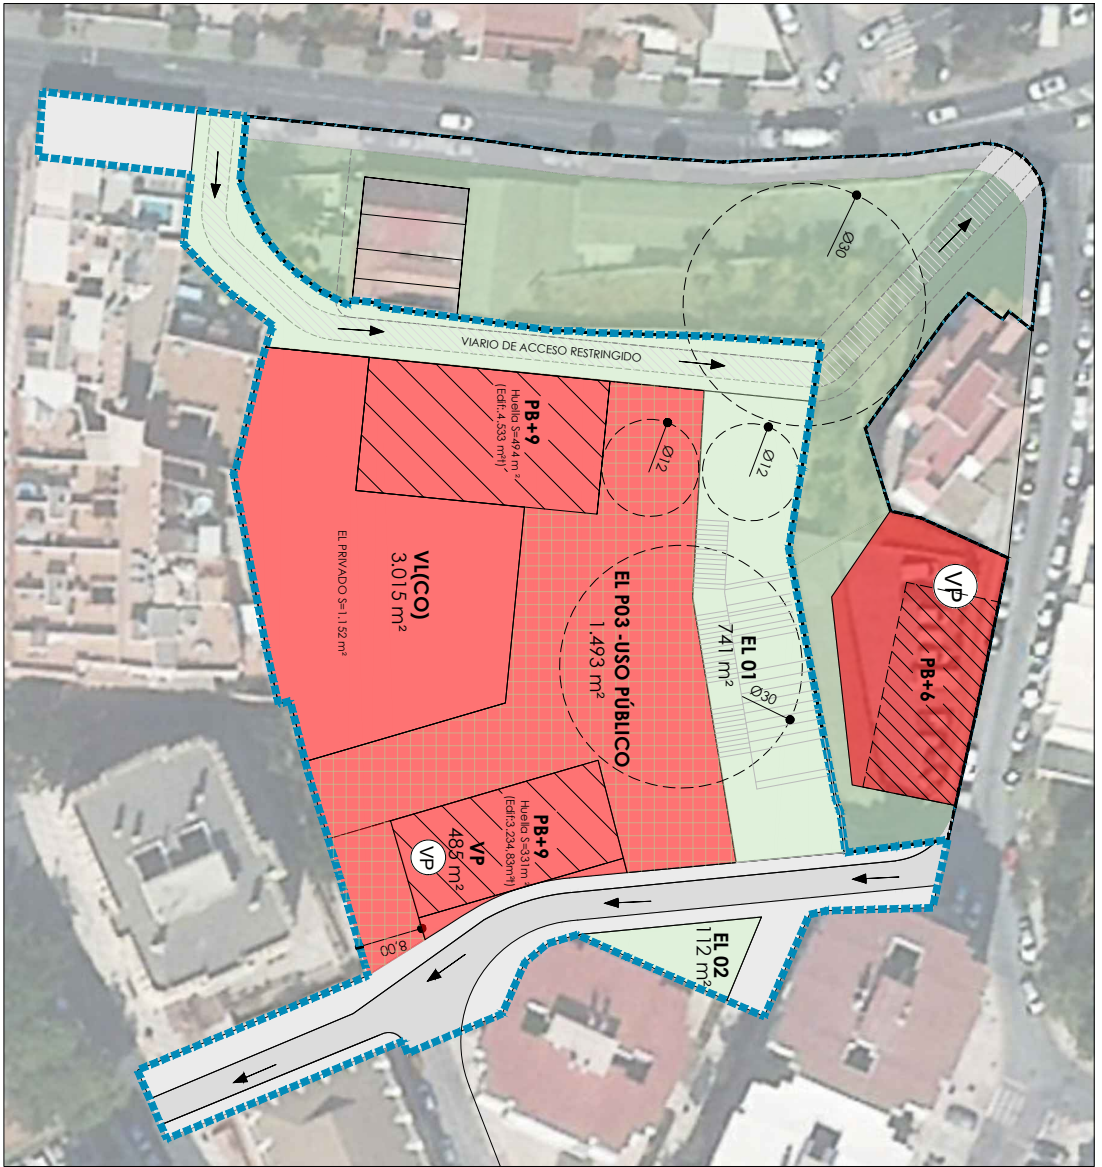 Ø30
VIARIO DE ACCESO RESTRINGIDO
PB+9
Huella S=494 m²
(Edif:4.533 m²t)
Ø12
Ø12
VL(CO)
3.015 m²
EL PRIVADO S=1.152 m²
EL P03 -USO PÚBLICO
1.493 m²
EL 01
741 m²
Ø30
VP
PB+6
PB+9
Huella S=331m²
(Edif:3.234,83m²t)
VP
485 m²
VP
8,00
EL 02
112 m²